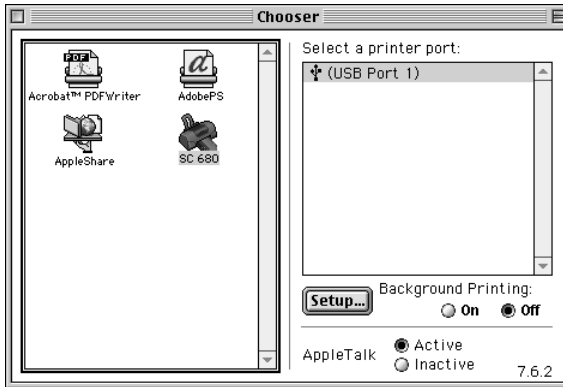 Chooser
PDF
Acrobat™ PDFWriter
a
AdobePS
AppleShare
SC 680
Select a printer port:
(USB Port 1)
Setup...
Background Printing:
On Off
AppleTalk
Active
Inactive
7.6.2